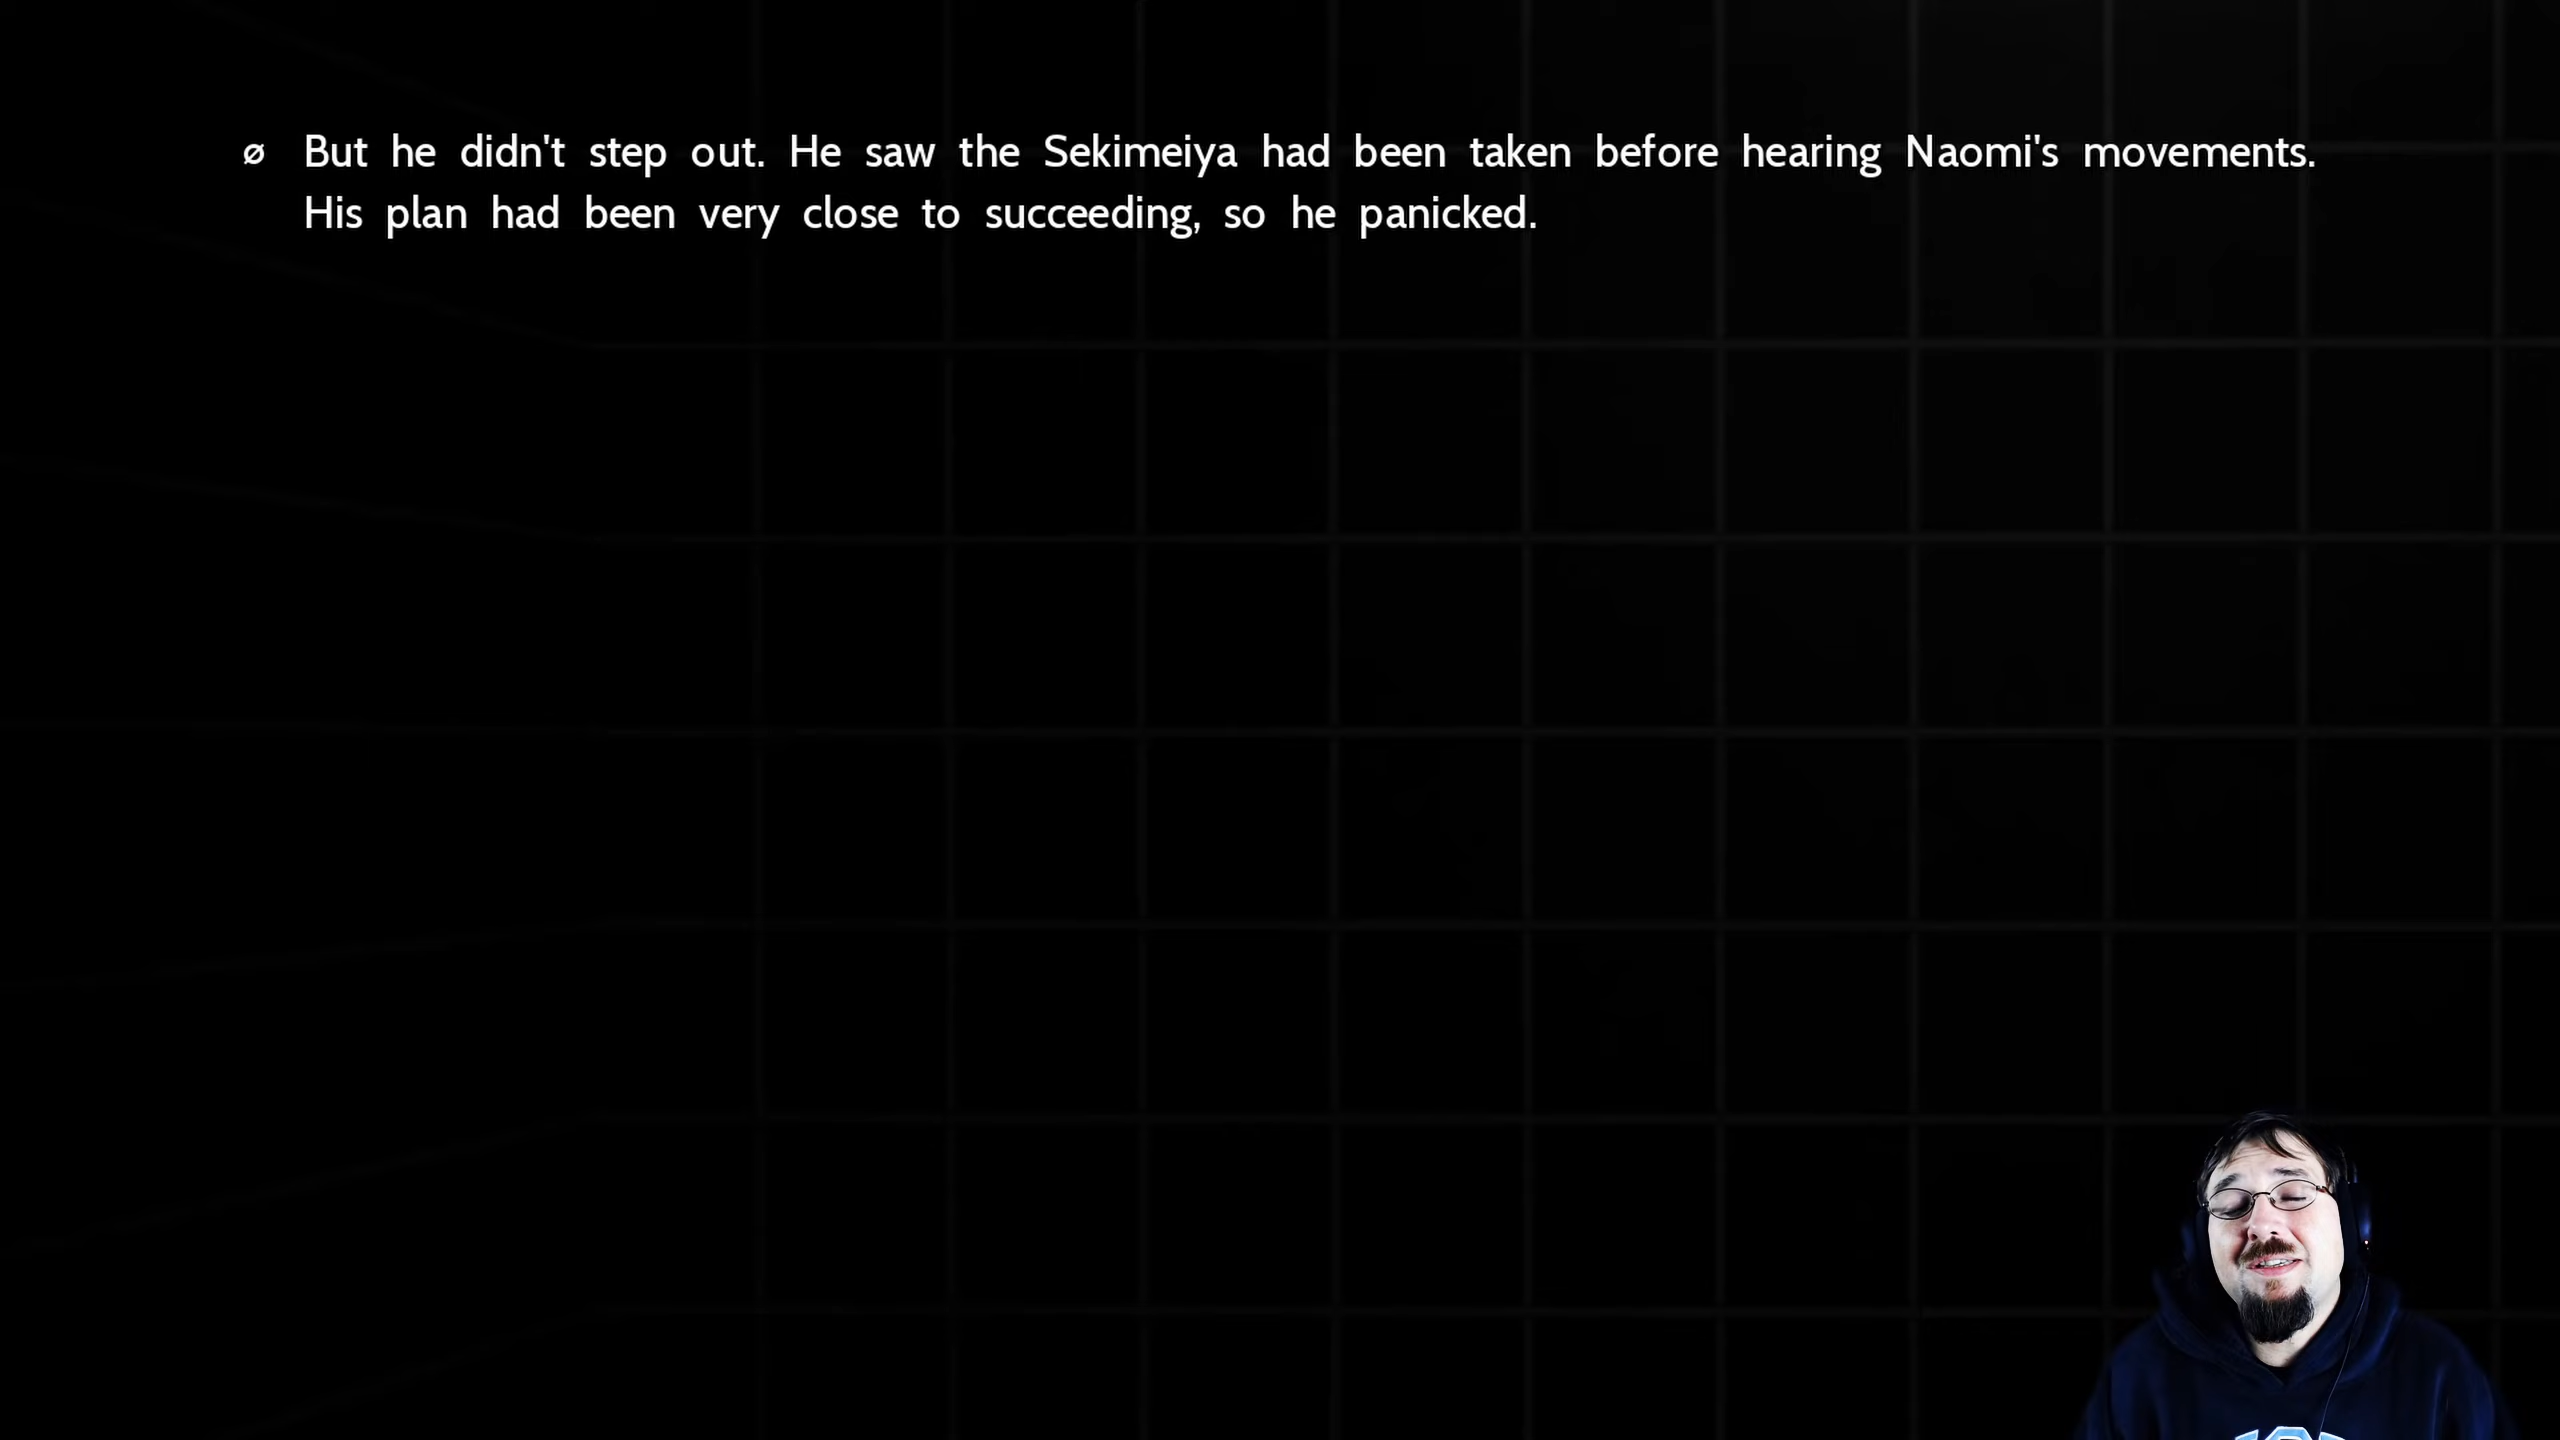 ø But he didn't step out. He saw the Sekimeiya had been taken before hearing Naomi's movements.
His plan had been very close to succeeding, so he panicked.